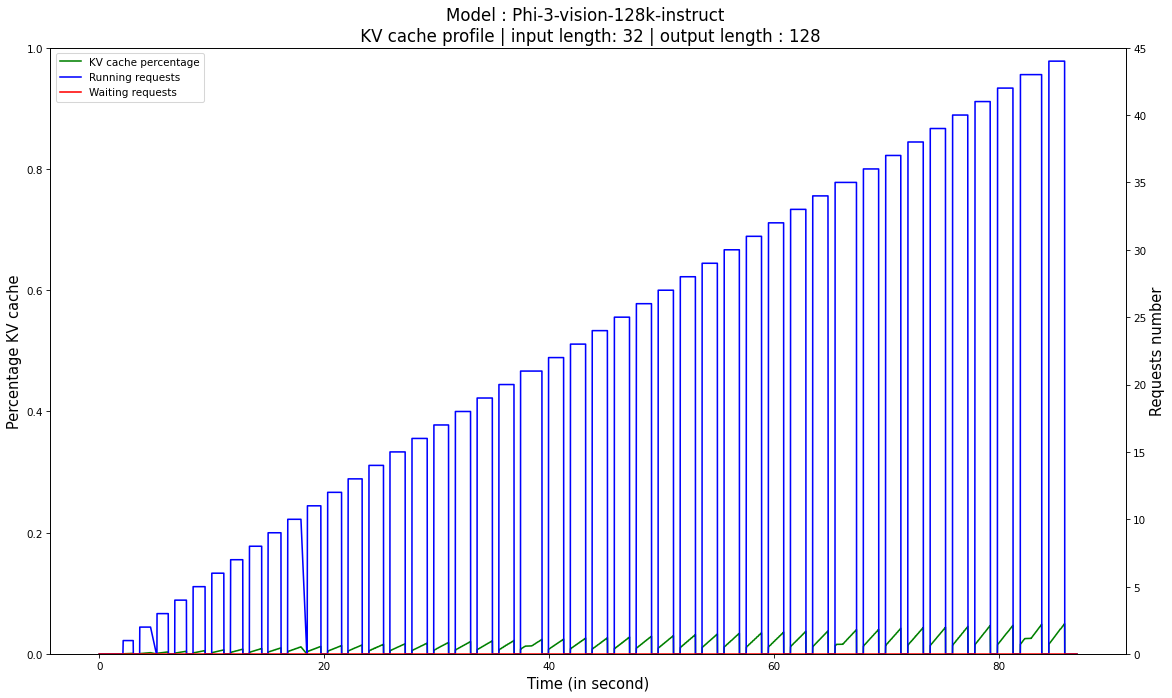 Model : Phi-3-vision-128k-instruct
KV cache profile | input length: 32 | output length : 128
KV cache percentage
Running requests
Waiting requests
Percentage KV cache
1.0
0.8
0.6
0.4
0.2
0.0
45
40
35
30
25
20
15
10
5
0
Requests number
0
20
40
60
80
Time (in second)